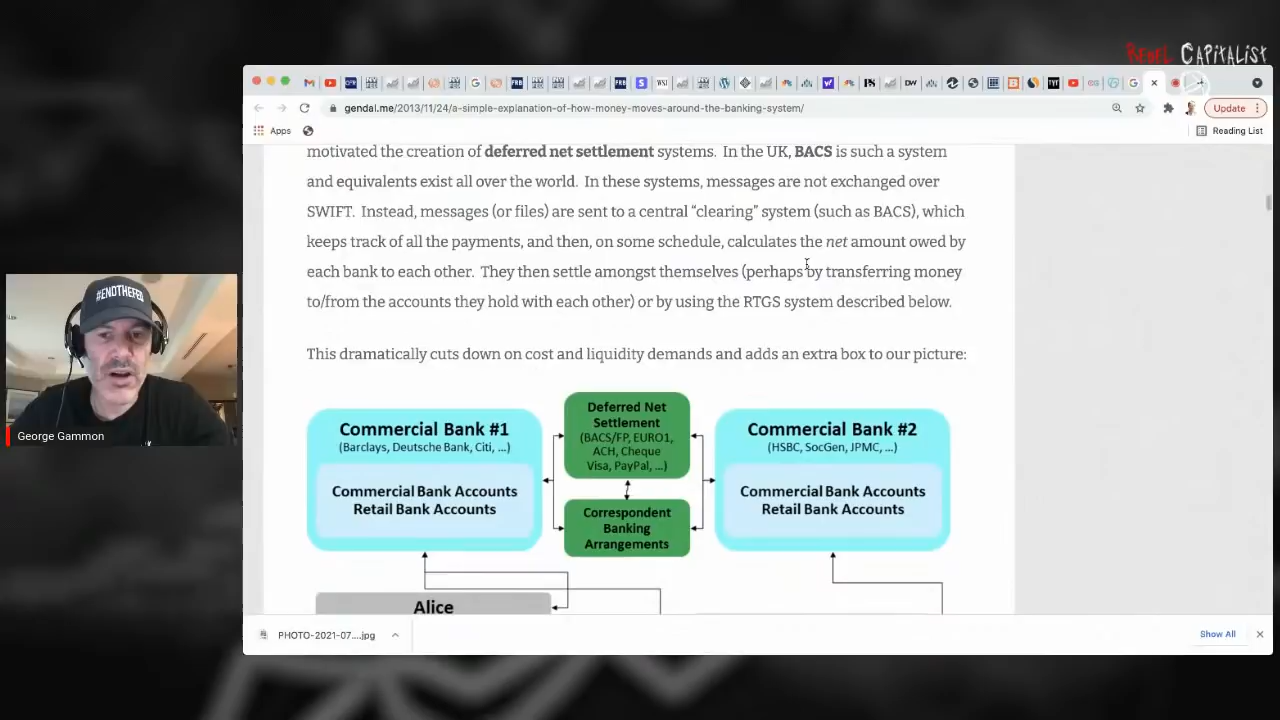 REBEL CAPITALIST
gendal.me/2013/11/24/a-simple-explanation-of-how-money-moves-around-the-banking-system/
Update
Apps
Reading List
motivated the creation of deferred net settlement systems. In the UK, BACS is such a system
and equivalents exist all over the world. In these systems, messages are not exchanged over
SWIFT. Instead, messages (or files) are sent to a central “clearing” system (such as BACS), which
keeps track of all the payments, and then, on some schedule, calculates the net amount owed by
each bank to each other. They then settle amongst themselves (perhaps by transferring money
to/from the accounts they hold with each other) or by using the RTGS system described below.
This dramatically cuts down on cost and liquidity demands and adds an extra box to our picture:
Commercial Bank #1
(Barclays, Deutsche Bank, Citi, ...)
Commercial Bank Accounts
Retail Bank Accounts
Deferred Net
Settlement
(BACS/FP, EURO1,
ACH, Cheque
Visa, PayPal, ...)
Correspondent
Banking
Arrangements
Commercial Bank #2
(HSBC, SocGen, JPMC, ...)
Commercial Bank Accounts
Retail Bank Accounts
Alice
#ENDTHEFED
George Gammon
PHOTO-2021-07....jpg
Show All